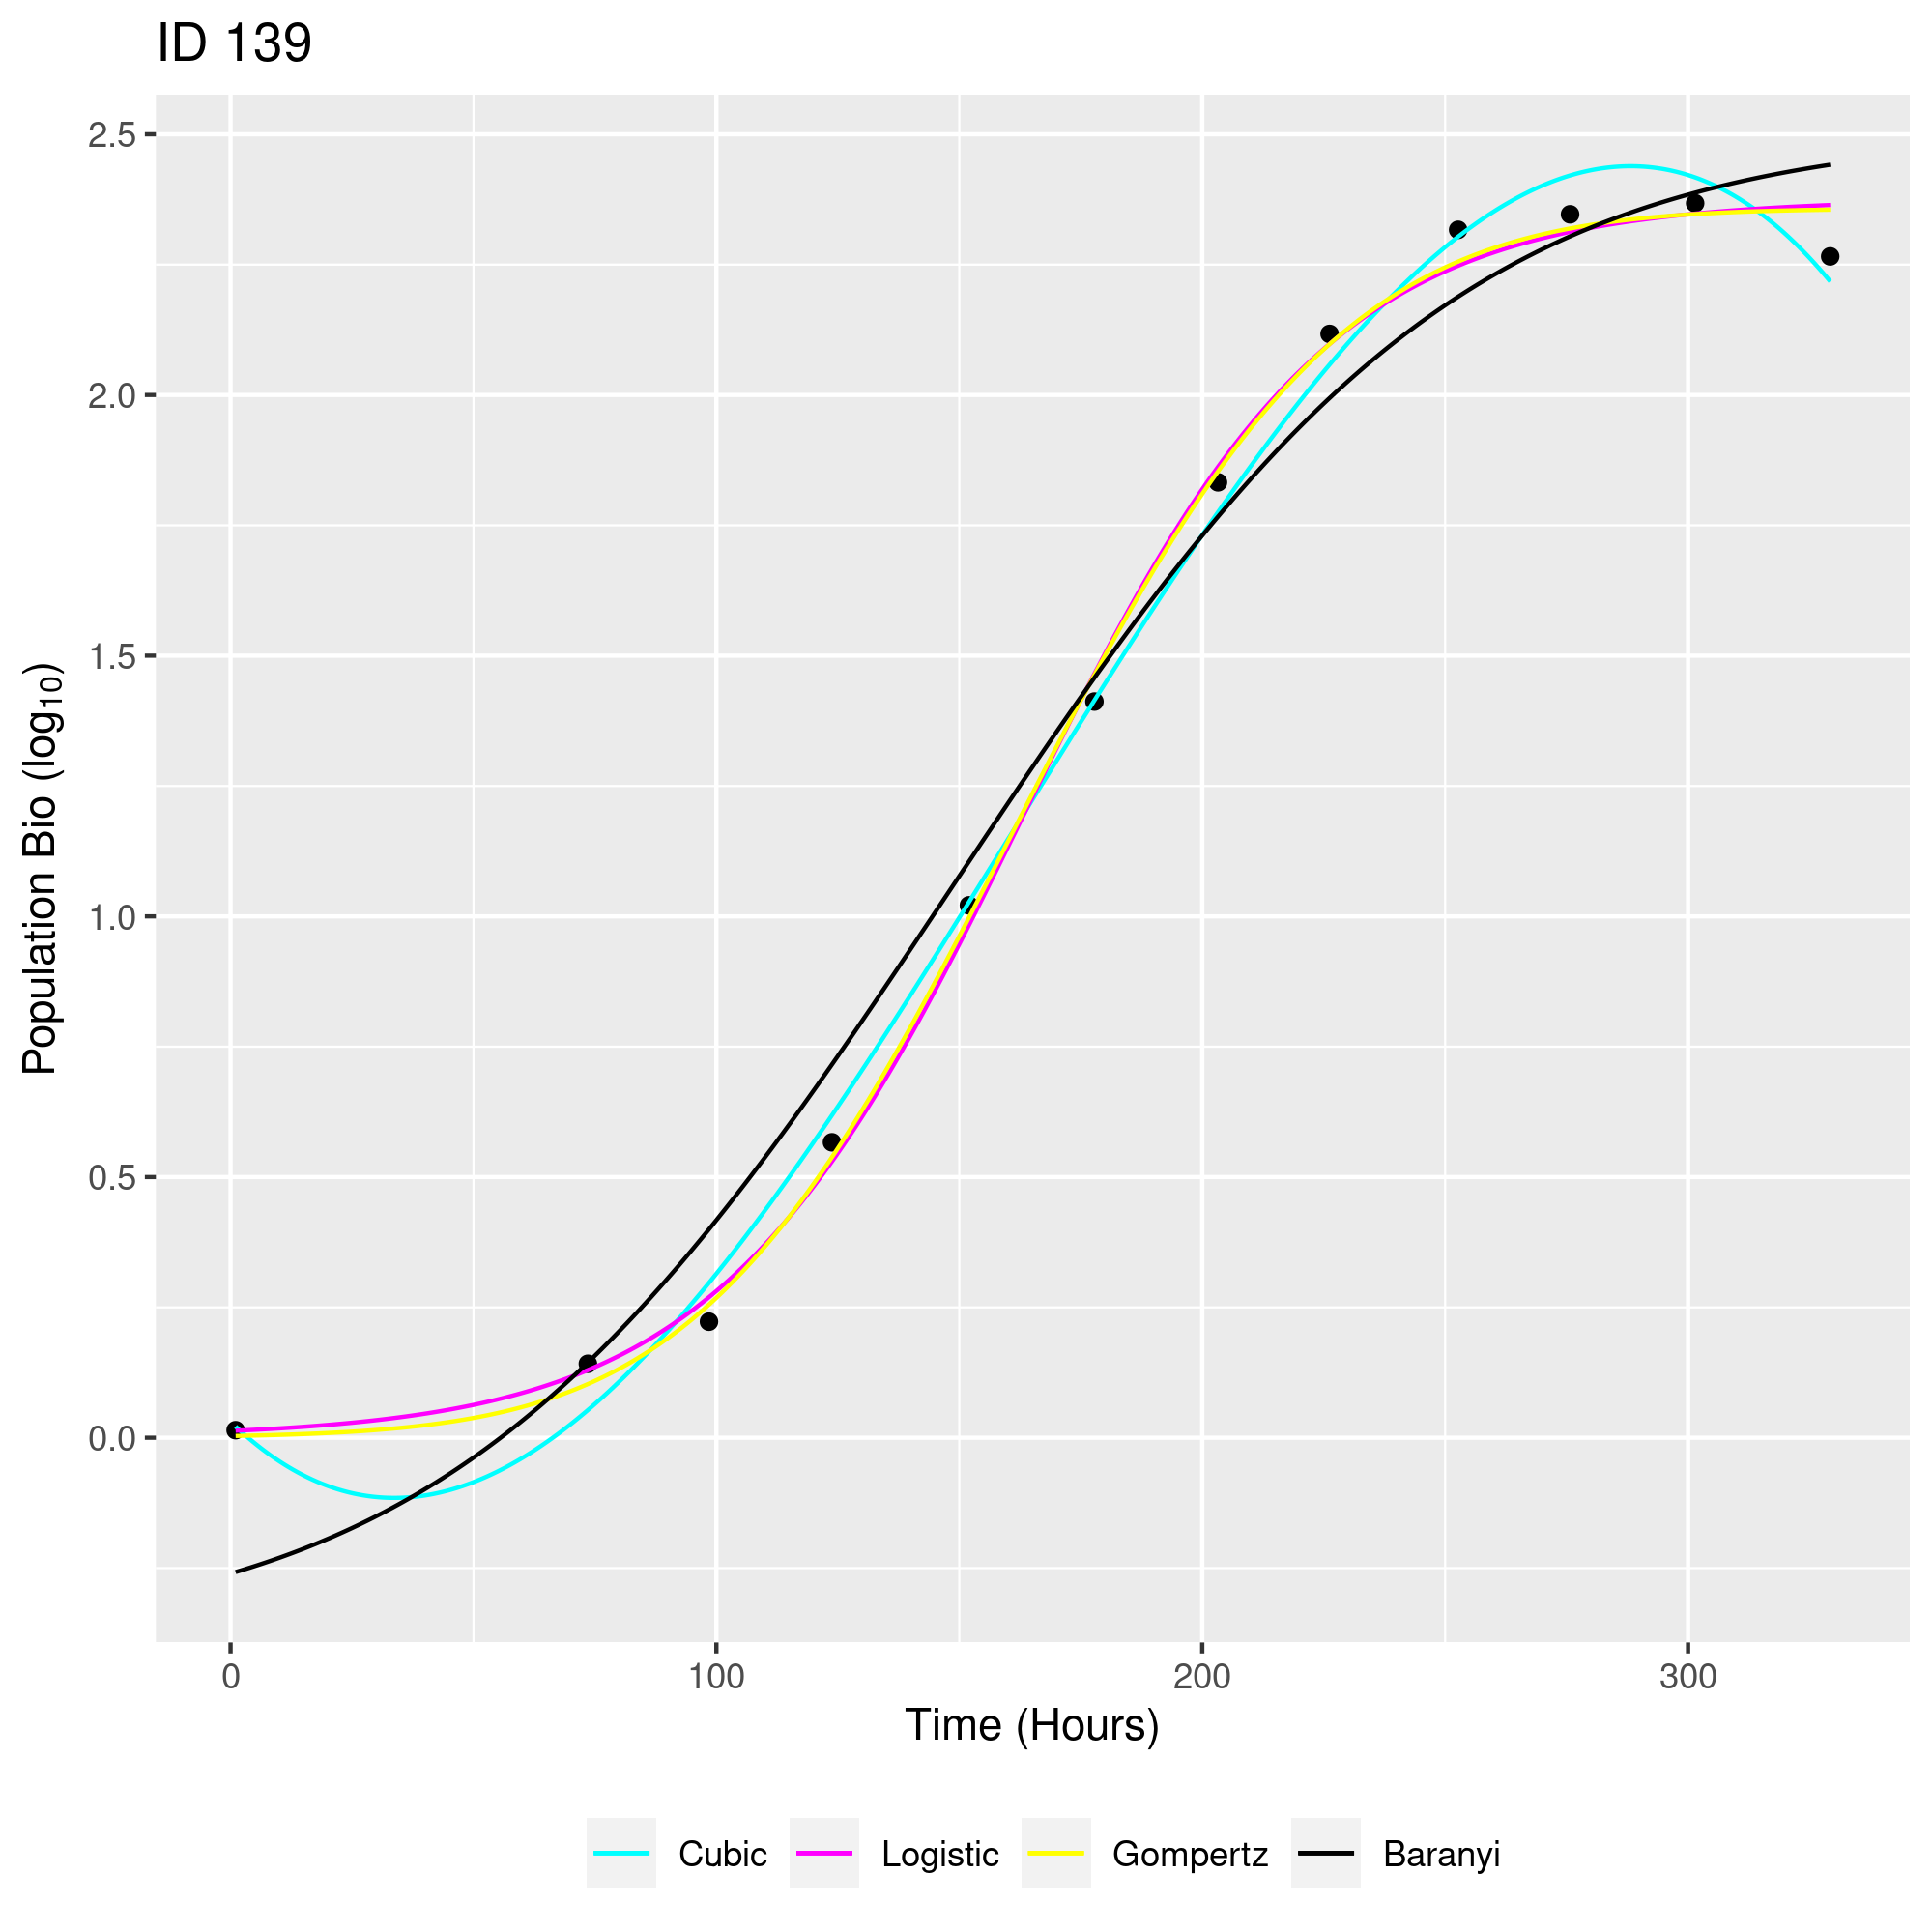 ID 139
2.5
2.0
1.5
1.0
0.5
0.0
Population Bio (log₁₀)
0 100 200 300
Time (Hours)
Cubic Logistic Gompertz Baranyi